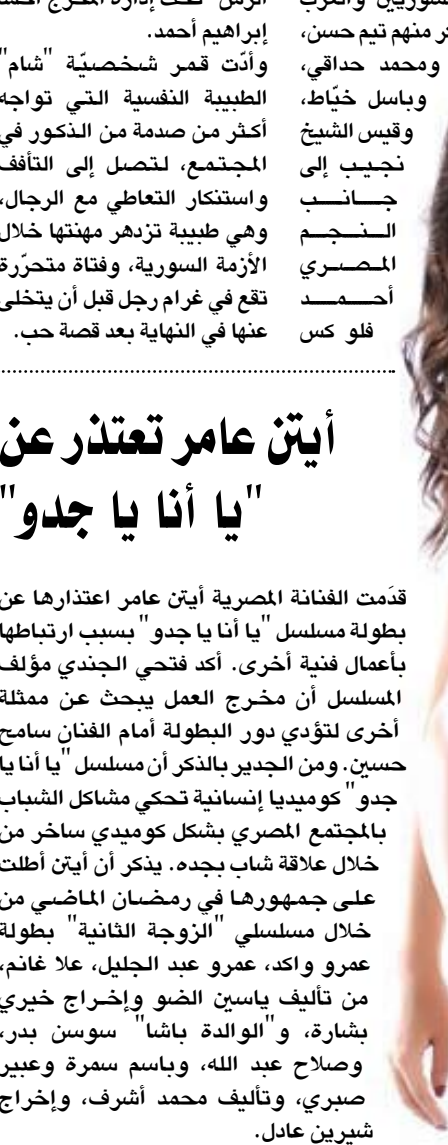 والعرب
منهم تيم حسن،
ومحمد حداقي،
وباسل خيّاط،
وقيس الشيخ
نجيب إلى
جانب
النجم
المصري
أحمد
فلو كس
تحت إدارة المخرج
إبراهيم أحمد.
وأدّت قمر شخصيّة "شام"
الطبيبة النفسية التي تواجه
أكثر من صدمة من الذكور في
المجتمع، لتصل إلى التأفف
واستنكار التعاطي مع الرجال،
وهي طبيبة تزدهر مهنتها خلال
الأزمة السورية، وفتاة متحرّرة
تقع في غرام رجل قبل أن يتخلى
عنها في النهاية بعد قصة حب.
أيتن عامر تعتذر عن
"يا أنا يا جدو"
قدَمت الفنانة المصرية أيتن عامر اعتذارها عن
بطولة مسلسل "يا أنا يا جدو" بسبب ارتباطها
بأعمال فنية أخرى. أكد فتحي الجندي مؤلف
المسلسل أن مخرج العمل يبحث عن ممثلة
أخرى لتؤدي دور البطولة أمام الفنان سامح
حسين. ومن الجدير بالذكر أن مسلسل "يا أنا يا
جدو" كوميديا إنسانية تحكي مشاكل الشباب
بالمجتمع المصري بشكل كوميدي ساخر من
خلال علاقة شاب بجده. يذكر أن أيتن أطلت
على جمهورها في رمضان الماضي من
خلال مسلسلي "الزوجة الثانية" بطولة
عمرو واكد، عمرو عبد الجليل، علا غانم،
من تأليف ياسين الضو وإخراج خيري
بشارة، و"الوالدة باشا" سوسن بدر،
وصلاح عبد الله، وباسم سمرة وعبير
صبري، وتأليف محمد أشرف، وإخراج
شيرين عادل.